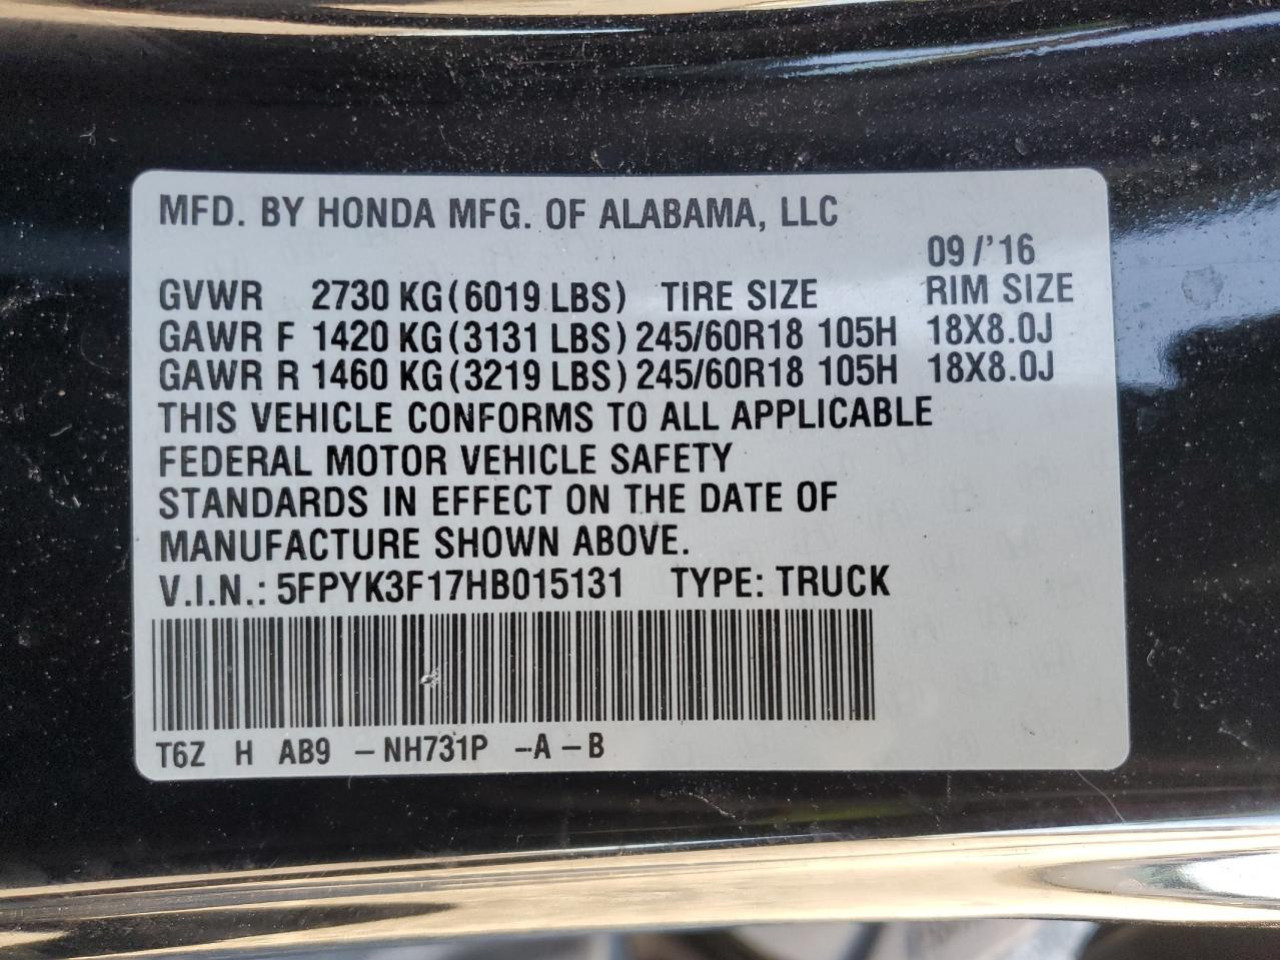 MFD. BY HONDA MFG. OF ALABAMA, LLC
09/'16
GVWR 2730 KG(6019 LBS) TIRE SIZE RIM SIZE
GAWR F 1420 KG(3131 LBS) 245/60R18 105H 18X8.0J
GAWR R 1460 KG(3219 LBS) 245/60R18 105H 18X8.0J
THIS VEHICLE CONFORMS TO ALL APPLICABLE
FEDERAL MOTOR VEHICLE SAFETY
STANDARDS IN EFFECT ON THE DATE OF
MANUFACTURE SHOWN ABOVE.
V.I.N.: 5FPYK3F17HB015131 TYPE: TRUCK
T6Z H AB9 –NH731P –A –B